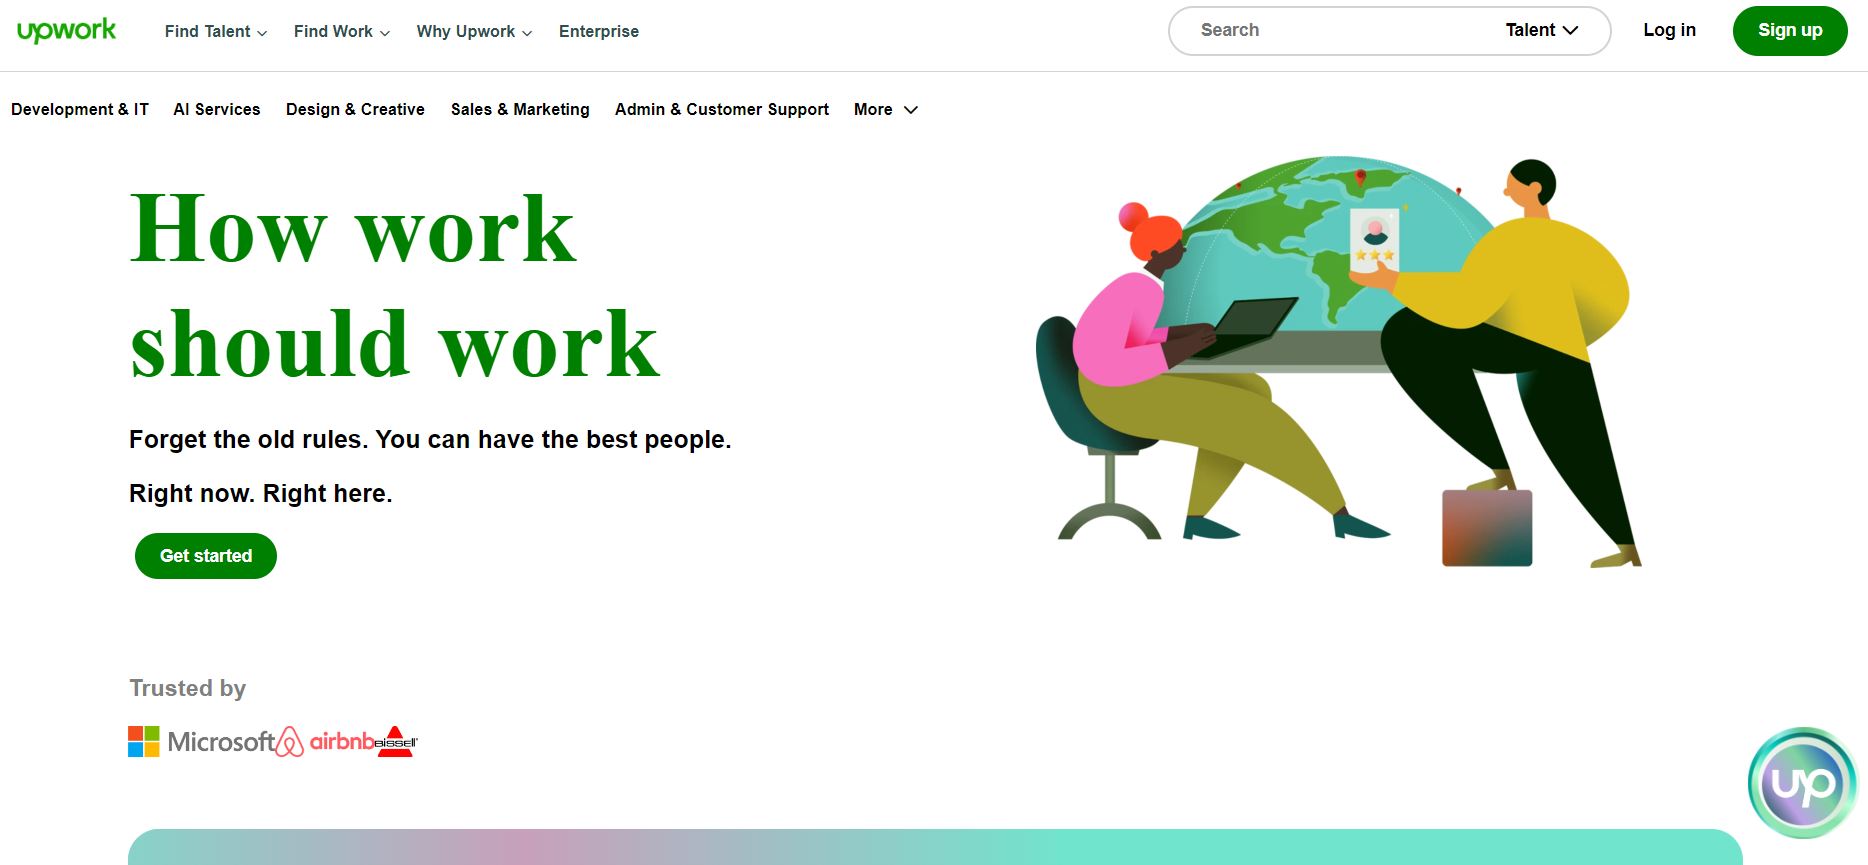 upwork
Find Talent
Find Work
Why Upwork
Enterprise
Search
Talent
Log in
Sign up
Development & IT
AI Services
Design & Creative
Sales & Marketing
Admin & Customer Support
More
How work
should work
Forget the old rules. You can have the best people.
Right now. Right here.
Get started
Trusted by
Microsoft
airbnb
BISSELL
up